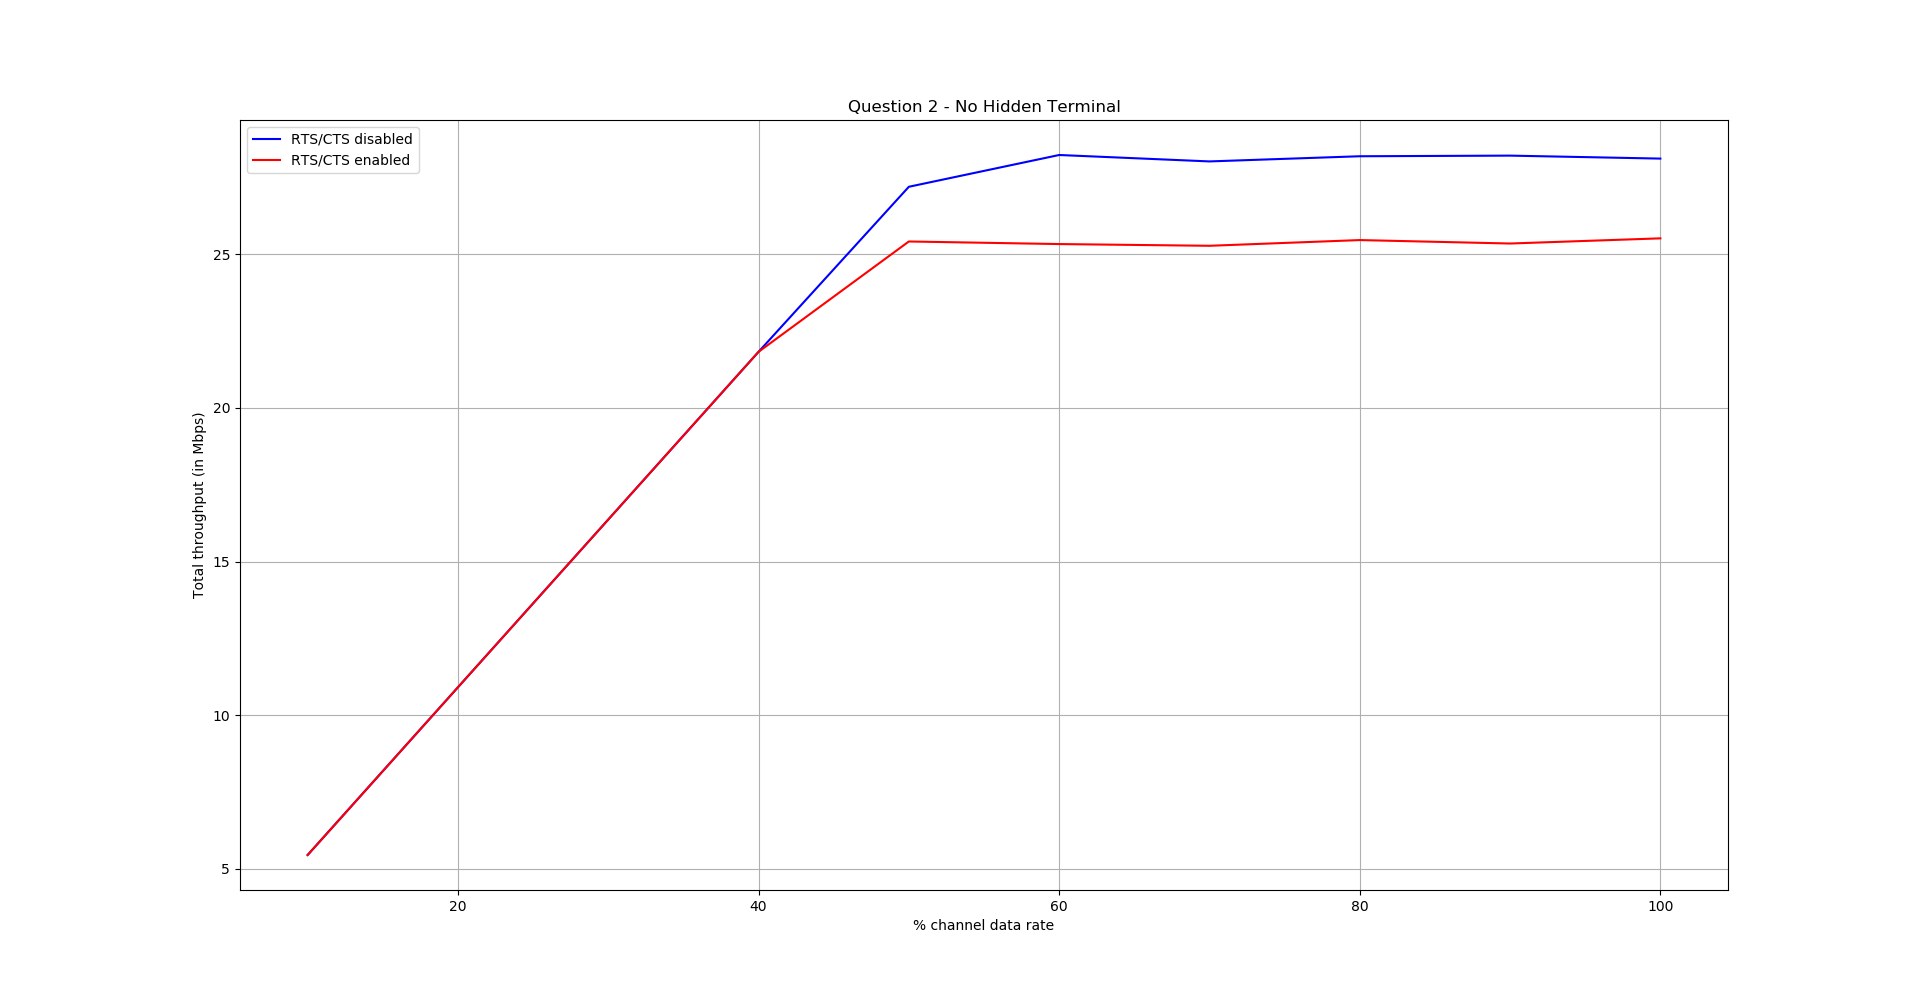 Question 2 - No Hidden Terminal
RTS/CTS disabled
RTS/CTS enabled
Total throughput (in Mbps)
25
20
15
10
5
20 40 60 80 100
% channel data rate